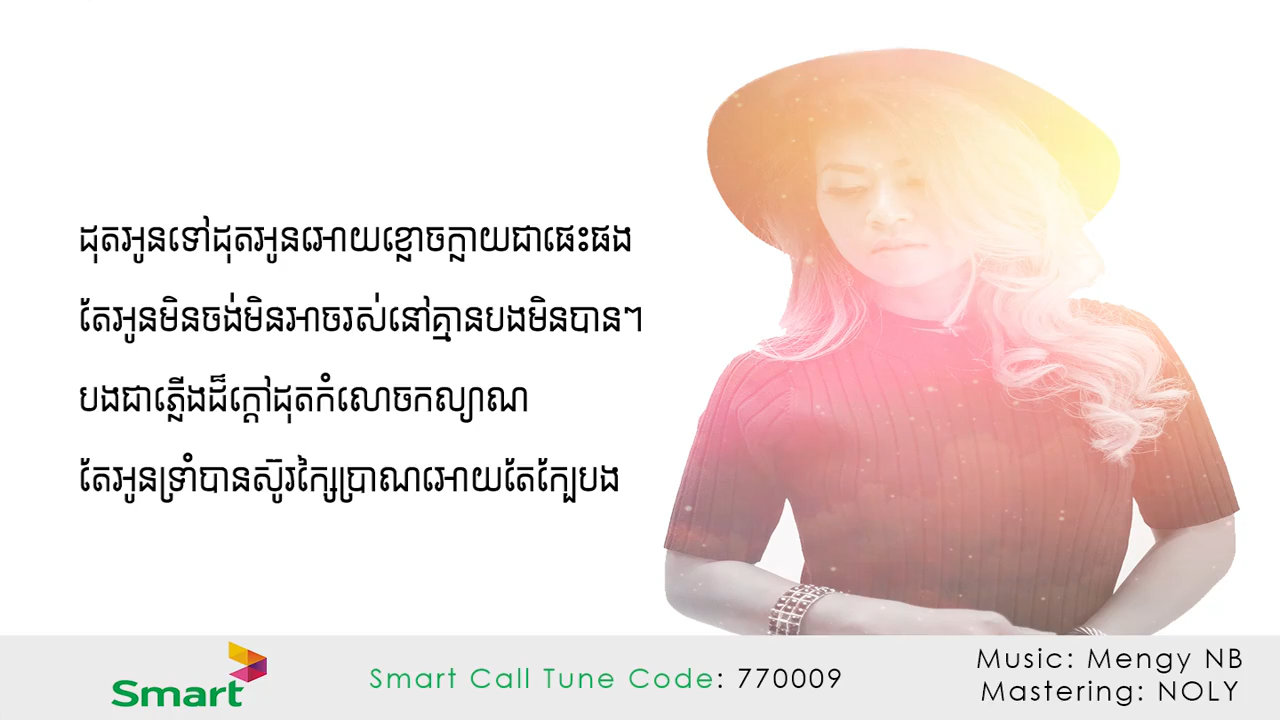 ដុតអូនទៅដុតអូនអោយខ្លោចក្លាយជាផេះផង
តែអូនមិនចង់មិនអាចរស់នៅគ្មានបងមិនបានៗ
បងជាភ្លើងដ៏ក្ដៅដុតកំលោចកល្យាណ
តែអូនទ្រាំបានស៊ូរក្សៃប្រាណអោយតែក្បែបង
Smart
Smart Call Tune Code: 770009
Music: Mengy NB
Mastering: NOLY